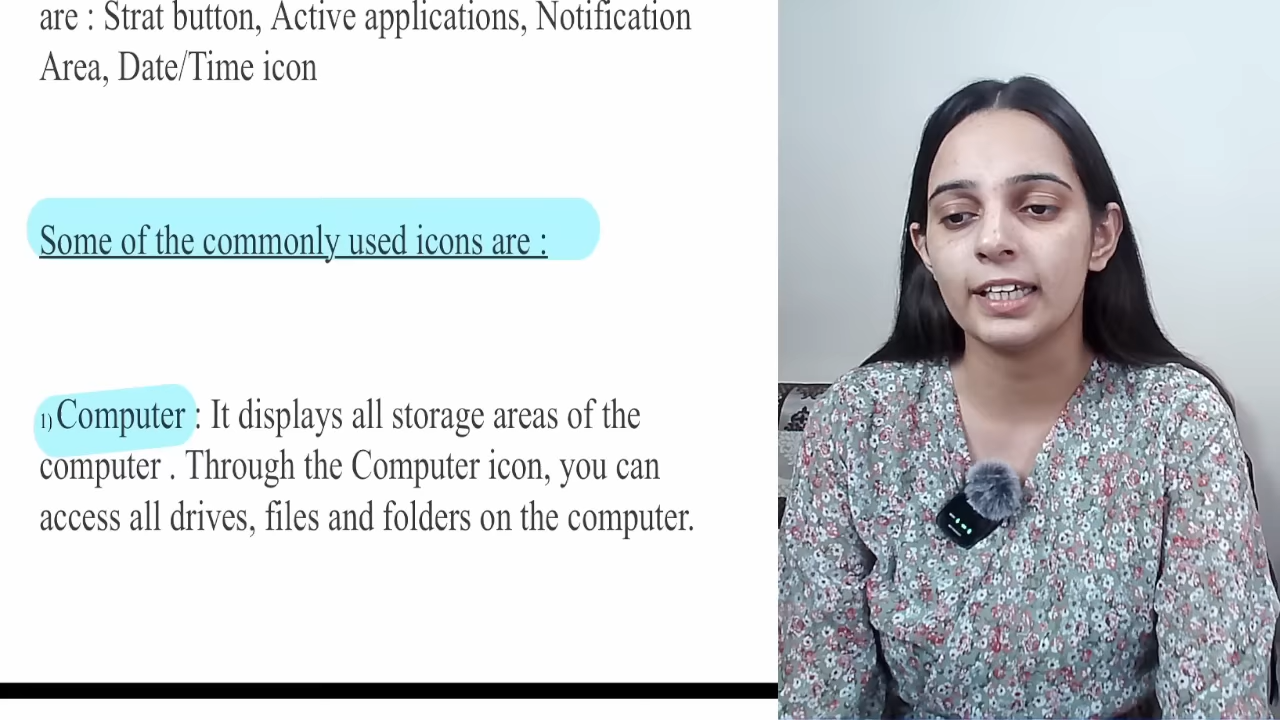 are : Strat button, Active applications, Notification
Area, Date/Time icon
Some of the commonly used icons are :
1) Computer : It displays all storage areas of the
computer . Through the Computer icon, you can
access all drives, files and folders on the computer.